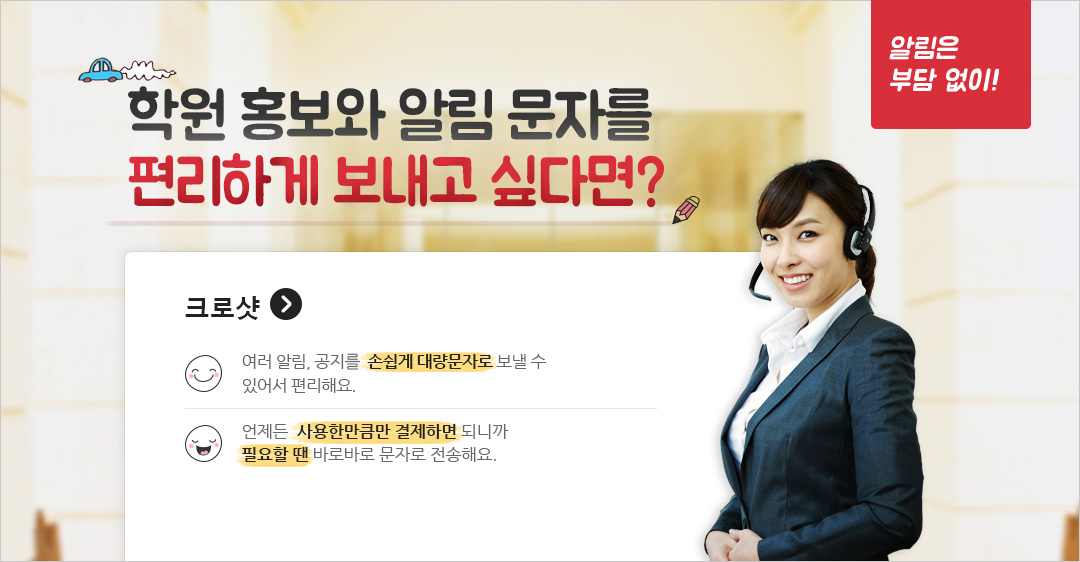 알림은
부담 없이!
학원 홍보와 알림 문자를
편리하게 보내고 싶다면?
크로샷
여러 알림, 공지를 손쉽게 대량문자로 보낼 수
있어서 편리해요.
언제든 사용한만큼만 결제하면 되니까
필요할 땐 바로바로 문자로 전송해요.